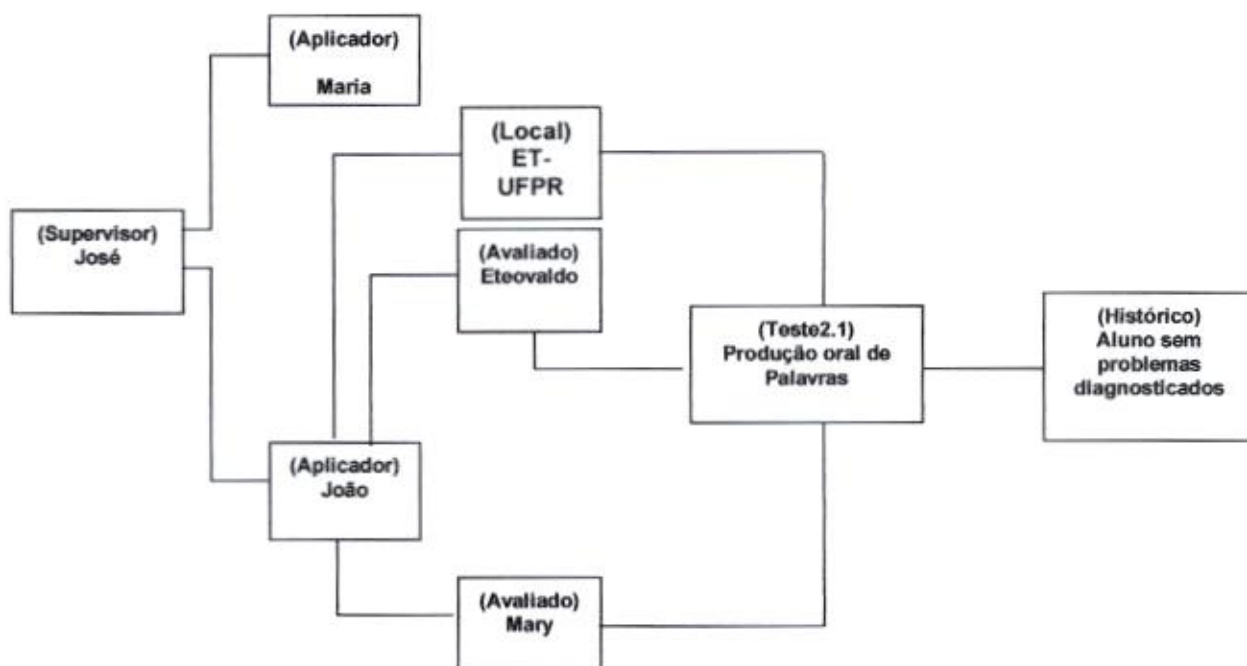 (Aplicador)
Maria
(Local)
ET-
UFPR
(Supervisor)
José
(Avaliado)
Eteovaldo
(Teste2.1)
Produção oral de
Palavras
(Histórico)
Aluno sem
problemas
diagnosticados
(Aplicador)
João
(Avaliado)
Mary